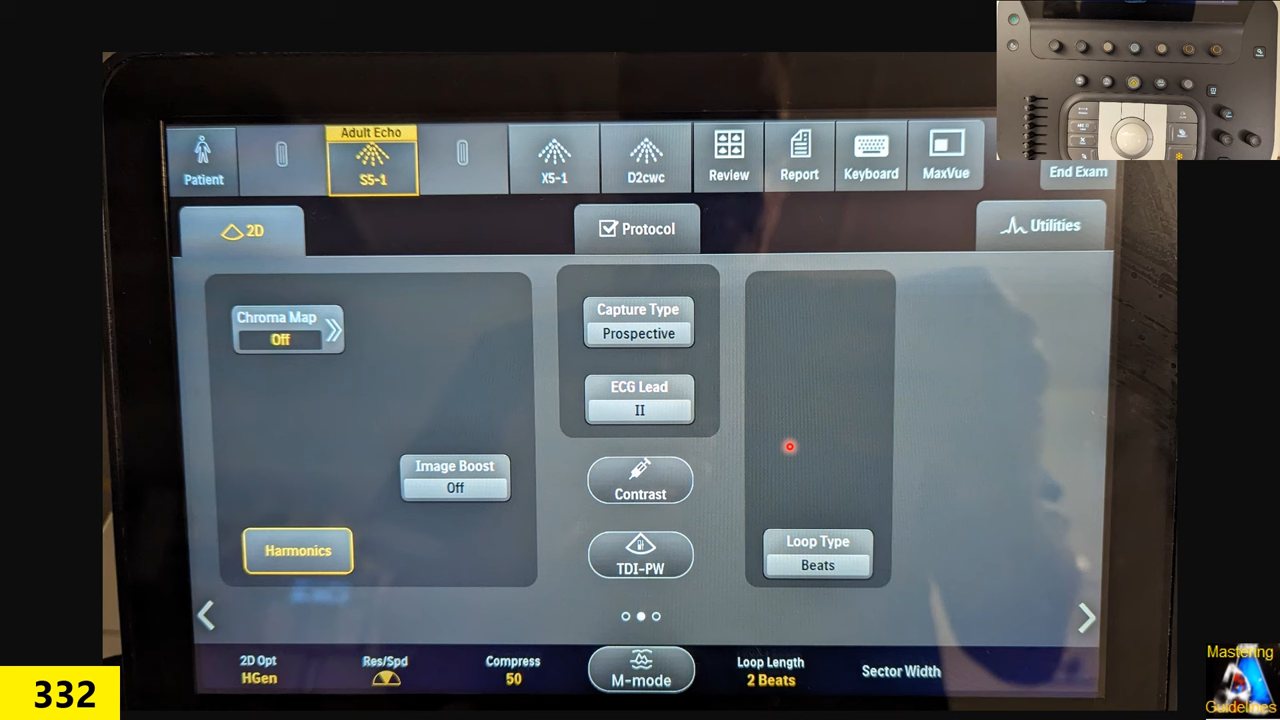 Adult Echo
Patient
S5-1
X5-1
D2cwc
Review
Report
Keyboard
MaxVue
End Exam
2D
Protocol
Utilities
Chroma Map
Off
Capture Type
Prospective
ECG Lead
II
Image Boost
Off
Contrast
Harmonics
TDI-PW
Loop Type
Beats
2D Opt
HGen
Res/Spd
Compress
50
M-mode
Loop Length
2 Beats
Sector Width
332
Mastering
Guidelines